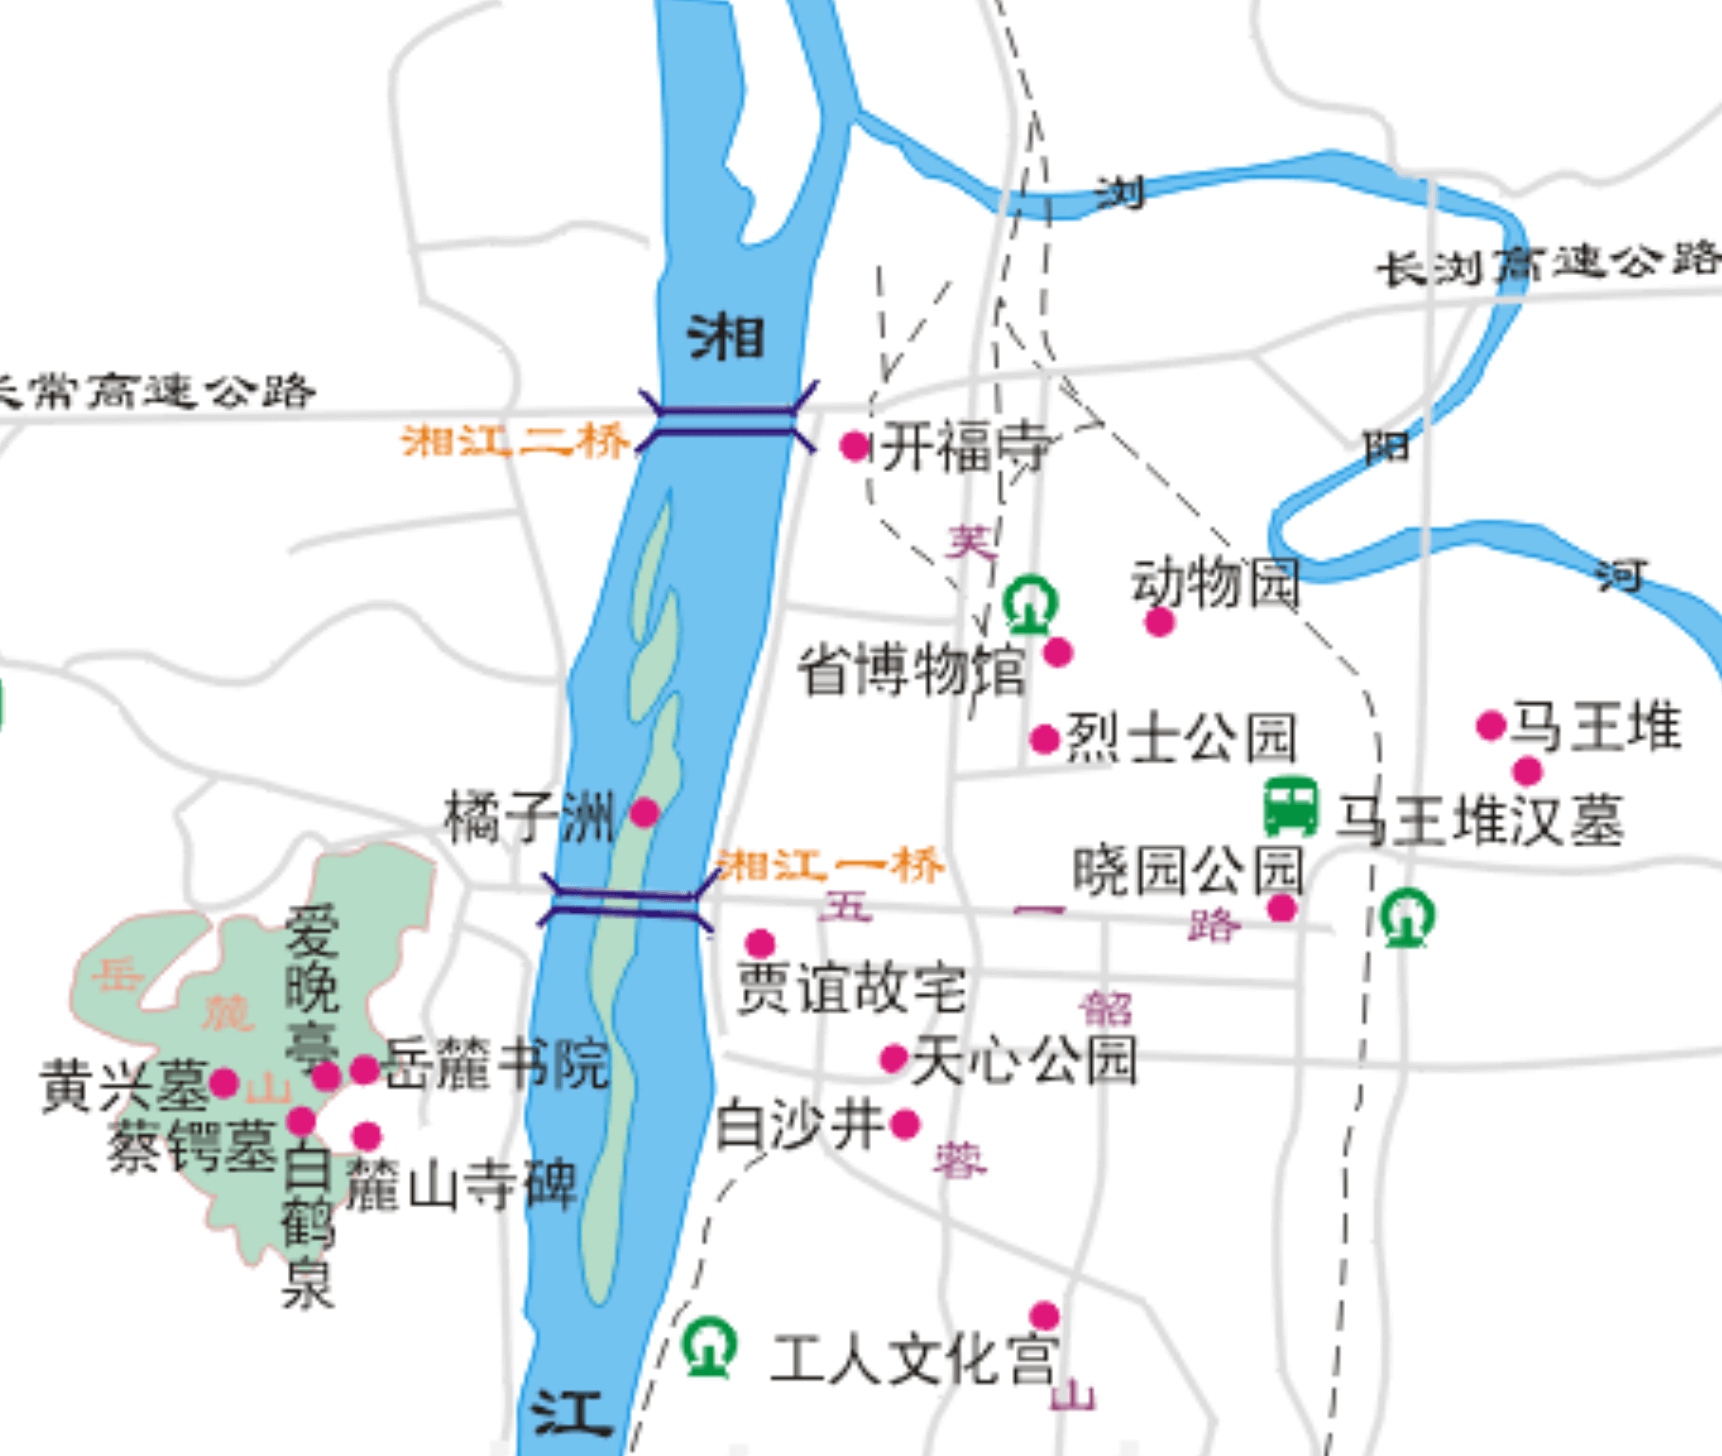 浏
长浏高速公路
湘
长常高速公路
湘江二桥
开福寺
阳
芙
动物园
河
省博物馆
烈士公园
马王堆
橘子洲
马王堆汉墓
湘江一桥
晓园公园
五一路
爱晚亭
岳麓山
贾谊故宅
韶
岳麓书院
天心公园
黄兴墓
白沙井
蔡锷墓
蓉
白鹤泉
麓山寺碑
工人文化宫
山
江